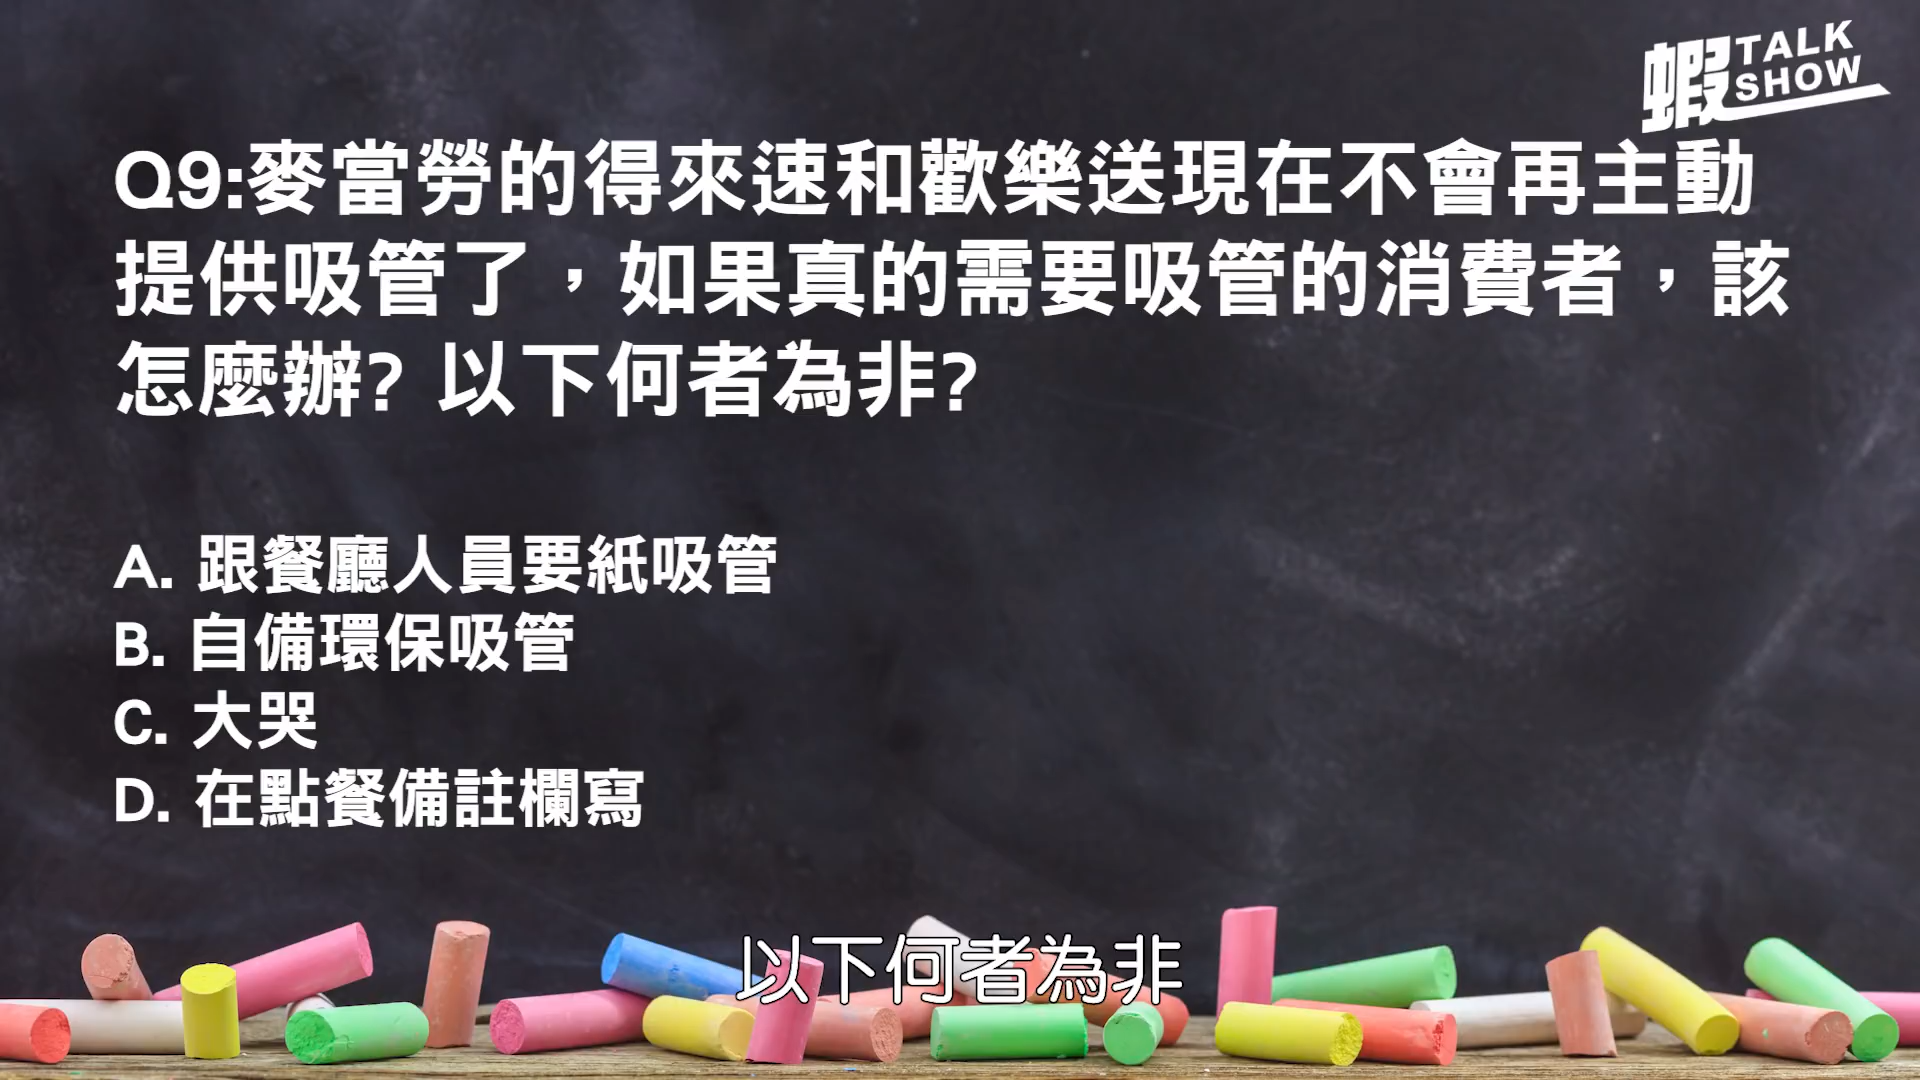 蝦 TALK
SHOW
Q9:麥當勞的得來速和歡樂送現在不會再主動
提供吸管了，如果真的需要吸管的消費者，該
怎麼辦? 以下何者為非?
A. 跟餐廳人員要紙吸管
B. 自備環保吸管
C. 大哭
D. 在點餐備註欄寫
以下何者為非